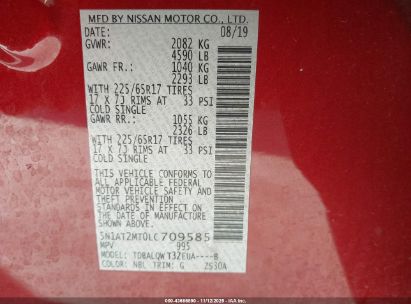 MFD BY NISSAN MOTOR CO., LTD.
DATE: 08/19
GVWR: 2082 KG
4590 LB
GAWR FR.: 1040 KG
2293 LB
WITH 225/65R17 TIRES
17 X 7J RIMS AT 33 PSI
COLD SINGLE
GAWR RR.: 1055 KG
2326 LB
WITH 225/65R17 TIRES
17 X 7J RIMS AT 33 PSI
COLD SINGLE
THIS VEHICLE CONFORMS TO ALL
APPLICABLE FEDERAL MOTOR
VEHICLE SAFETY AND THEFT
PREVENTION STANDARDS IN
EFFECT ON THE DATE OF
MANUFACTURE SHOWN ABOVE.
5N1AT2MT0LC709585
MPV 995
MODEL: TDBALQWT32EUA----B
COLOR: NBL TRIM: G